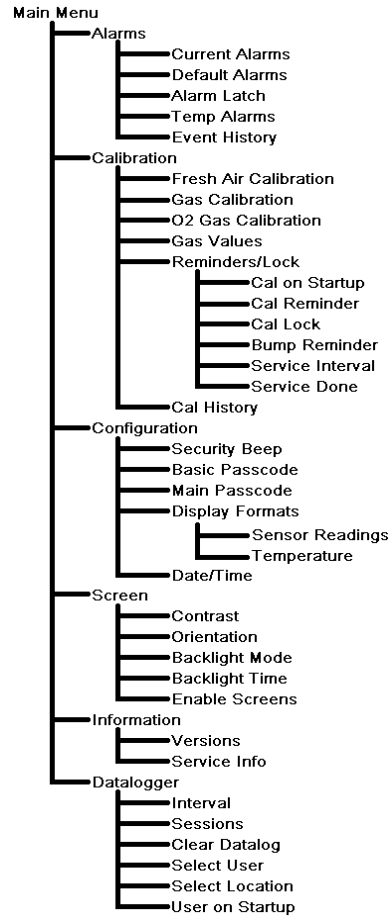 Main Menu
Alarms
Current Alarms
Default Alarms
Alarm Latch
Temp Alarms
Event History
Calibration
Fresh Air Calibration
Gas Calibration
O2 Gas Calibration
Gas Values
Reminders/Lock
Cal on Startup
Cal Reminder
Cal Lock
Bump Reminder
Service Interval
Service Done
Cal History
Configuration
Security Beep
Basic Passcode
Main Passcode
Display Formats
Sensor Readings
Temperature
Date/Time
Screen
Contrast
Orientation
Backlight Mode
Backlight Time
Enable Screens
Information
Versions
Service Info
Datalogger
Interval
Sessions
Clear Datalog
Select User
Select Location
User on Startup